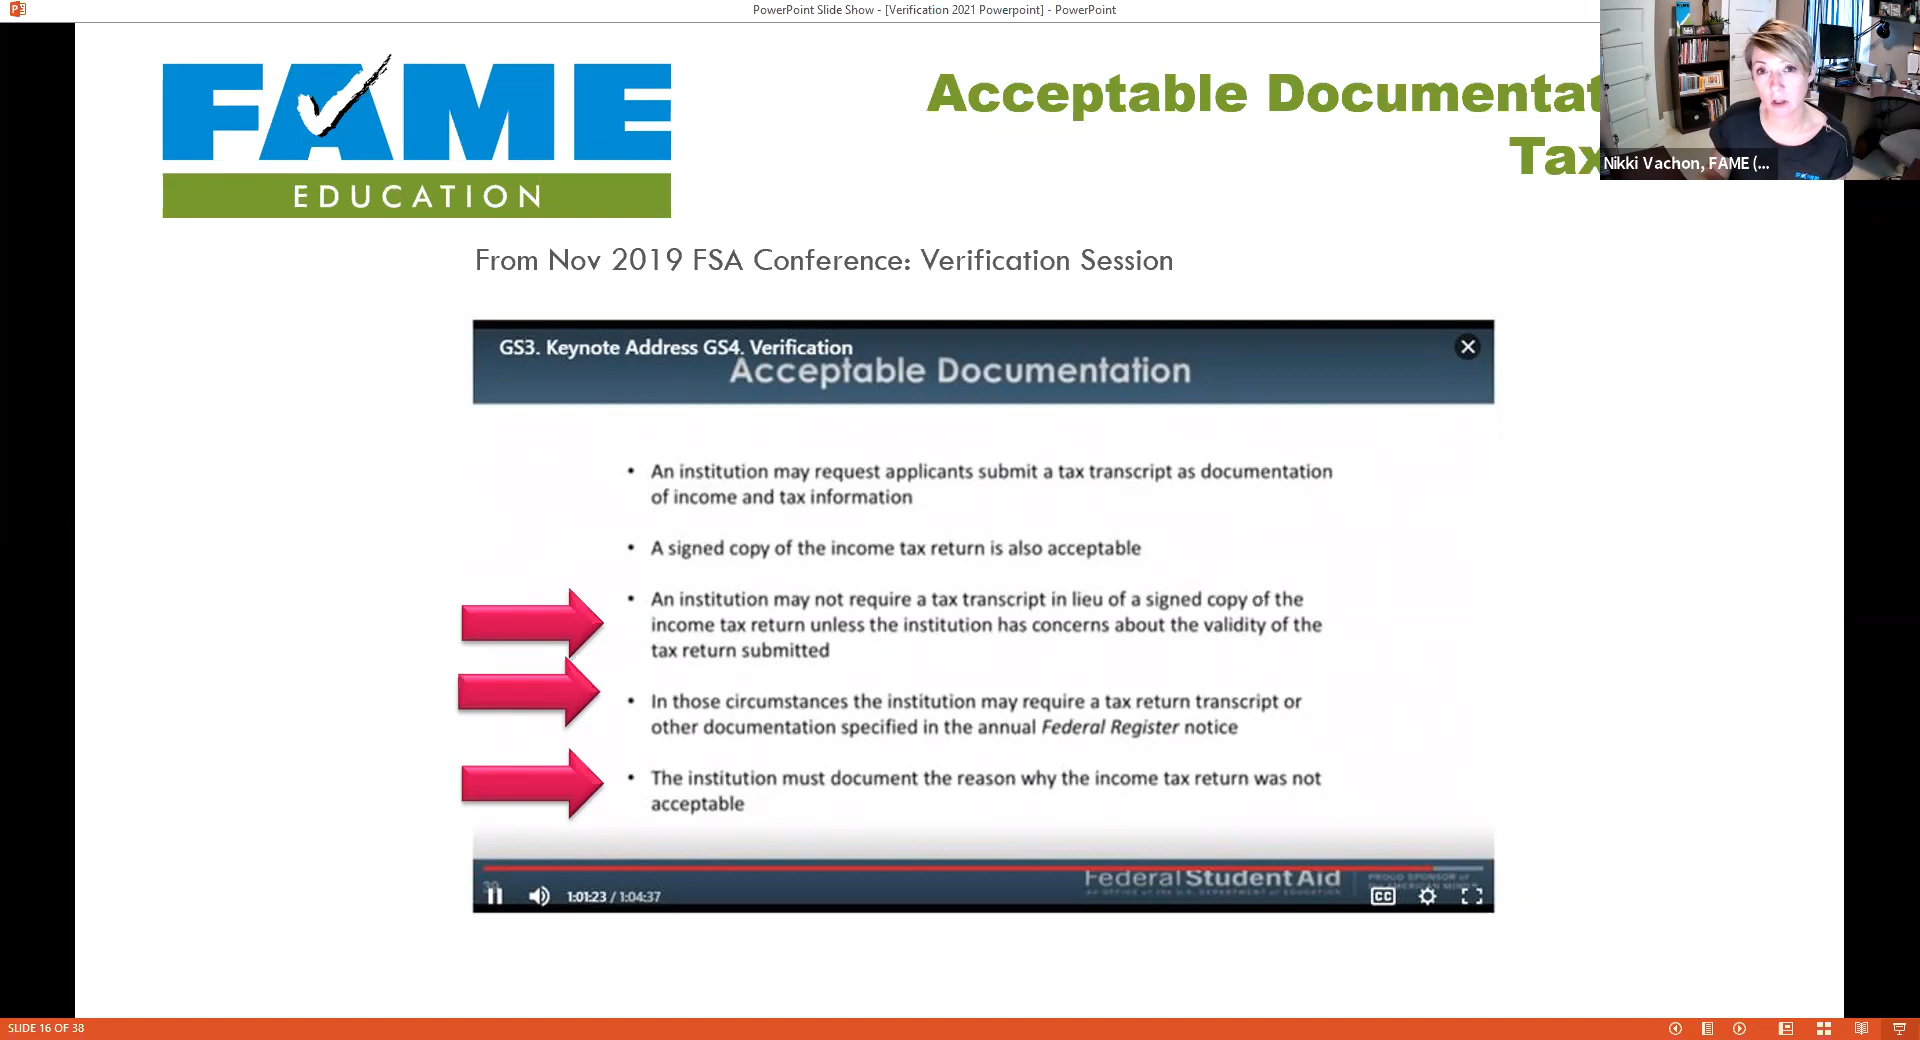 PowerPoint Slide Show - [Verification 2021 Powerpoint] - PowerPoint
FAME
EDUCATION
Acceptable Documentat
Tax
Nikki Vachon, FAME (...
FAME
From Nov 2019 FSA Conference: Verification Session
GS3. Keynote Address GS4. Verification
Acceptable Documentation
• An institution may request applicants submit a tax transcript as documentation
of income and tax information
• A signed copy of the income tax return is also acceptable
• An institution may not require a tax transcript in lieu of a signed copy of the
income tax return unless the institution has concerns about the validity of the
tax return submitted
• In those circumstances the institution may require a tax return transcript or
other documentation specified in the annual Federal Register notice
• The institution must document the reason why the income tax return was not
acceptable
Federal Student Aid
PROUD SPONSOR of
1:01:23 / 1:04:37
CC
SLIDE 16 OF 38